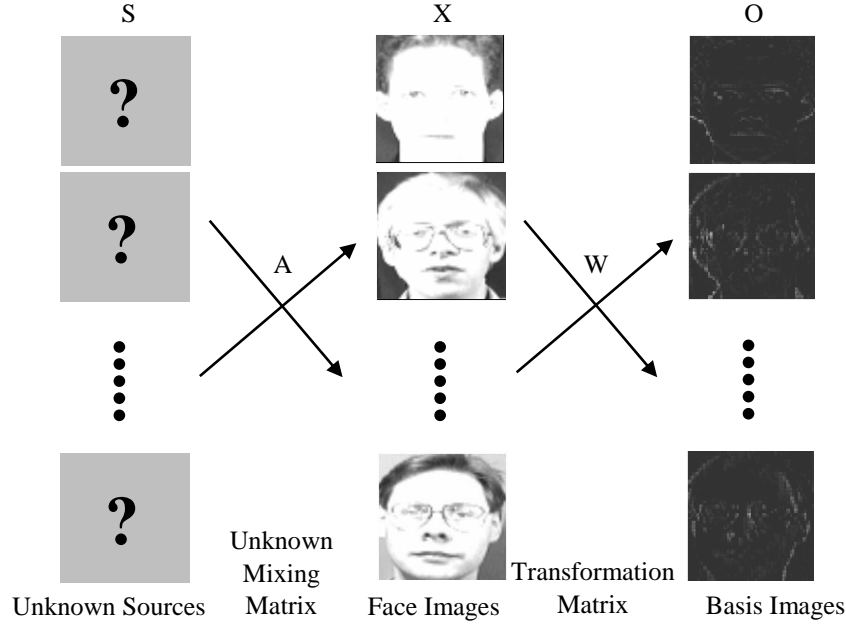 S X O
?
?
A W
?
Unknown
Mixing
Matrix
Transformation
Matrix
Unknown Sources Face Images Basis Images